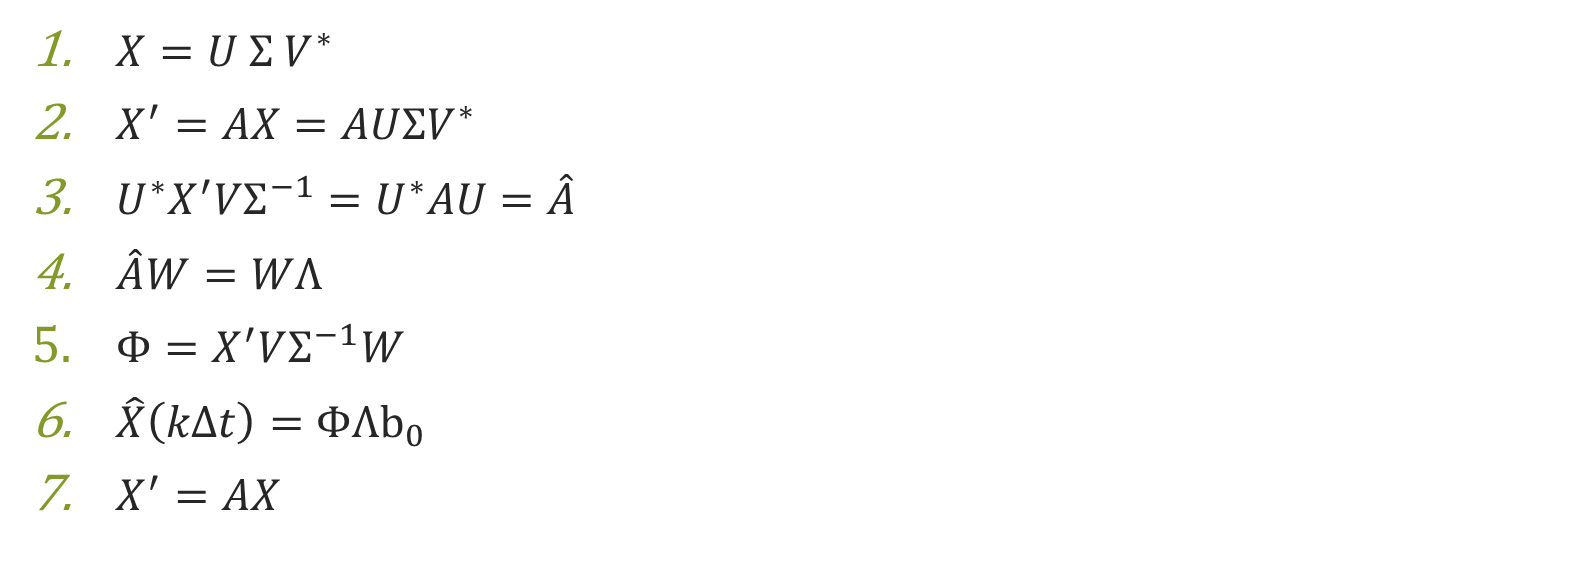 1. X = U Σ V*
2. X′ = AX = AUΣV*
3. U*X′VΣ⁻¹ = U*AU = Â
4. ÂW = WΛ
5. Φ = X′VΣ⁻¹W
6. X̂(kΔt) = ΦΛb₀
7. X′ = AX